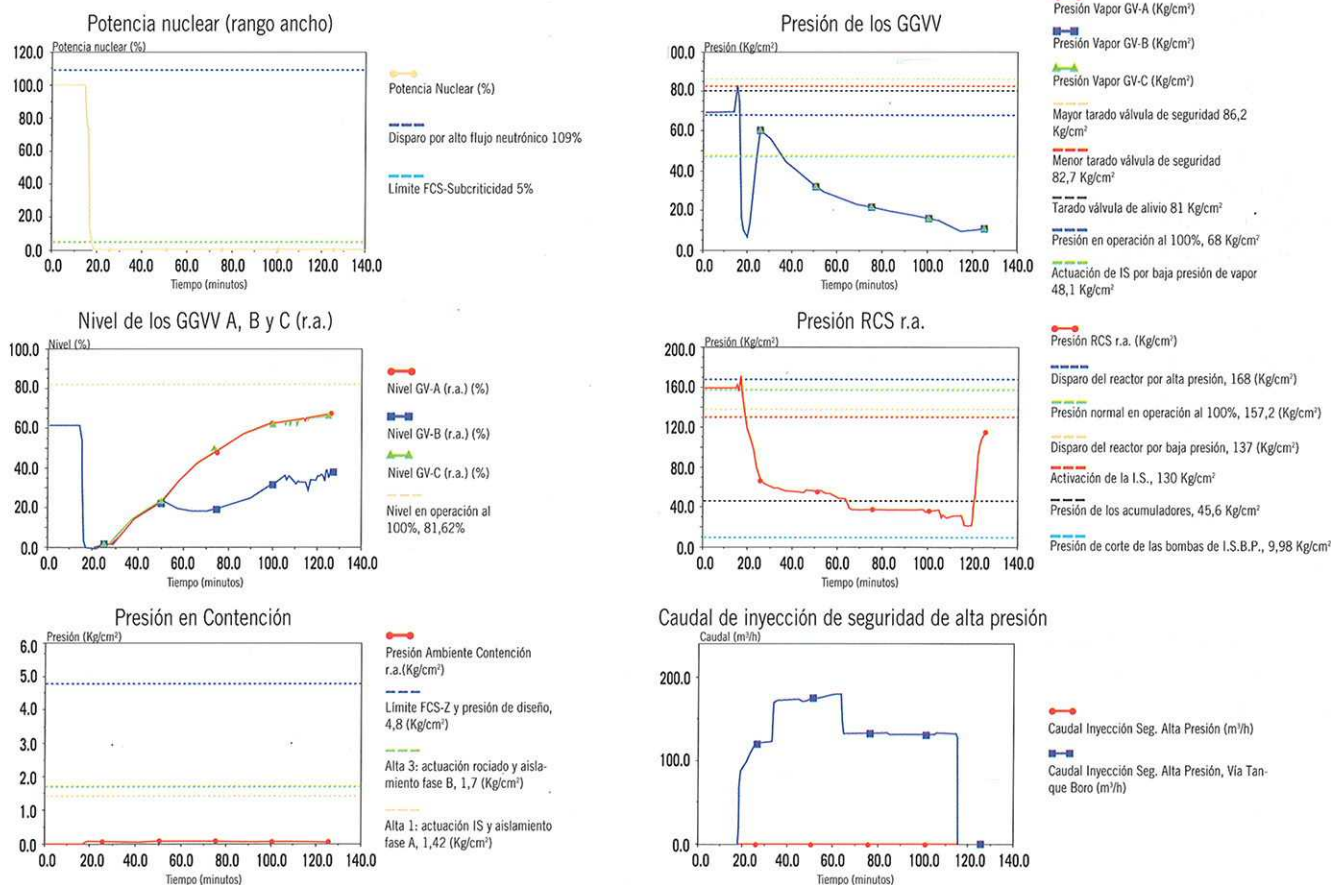 Potencia nuclear (rango ancho)
Potencia nuclear (%)
120.0
110.0
100.0
80.0
60.0
40.0
20.0
0.0
0.0 20.0 40.0 60.0 80.0 100.0 120.0 140.0
Tiempo (minutos)
Potencia Nuclear (%)
Disparo por alto flujo neutrónico 109%
Límite FCS-Subcriticidad 5%
Presión de los GGVV
Presión (Kg/cm²)
00.0
80.0
60.0
40.0
20.0
0.0
0.0 20.0 40.0 60.0 80.0 100.0 120.0 140.0
Tiempo (minutos)
Presión Vapor GV-A (Kg/cm²)
Presión Vapor GV-B (Kg/cm²)
Presión Vapor GV-C (Kg/cm²)
Mayor tarado válvula de seguridad 86,2
Kg/cm²
Menor tarado válvula de seguridad
82,7 Kg/cm²
Tarado válvula de alivio 81 Kg/cm²
Presión en operación al 100%, 68 Kg/cm²
Actuación de IS por baja presión de vapor
48,1 Kg/cm²
Nivel de los GGVV A, B y C (r.a.)
Nivel (%)
100.0
80.0
60.0
40.0
20.0
0.0
0.0 20.0 40.0 60.0 80.0 100.0 120.0 140.0
Tiempo (minutos)
Nivel GV-A (r.a.) (%)
Nivel GV-B (r.a.) (%)
Nivel GV-C (r.a.) (%)
Nivel en operación al
100%, 81,62%
Presión RCS r.a.
Presión (Kg/cm²)
200.0
160.0
120.0
80.0
40.0
0.0
0.0 20.0 40.0 60.0 80.0 100.0 120.0 140.0
Tiempo (minutos)
Presión RCS r.a. (Kg/cm²)
Disparo del reactor por alta presión, 168 (Kg/cm²)
Presión normal en operación al 100%, 157,2 (Kg/cm²)
Disparo del reactor por baja presión, 137 (Kg/cm²)
Activación de la I.S., 130 Kg/cm²
Presión de los acumuladores, 45,6 Kg/cm²
Presión de corte de las bombas de I.S.B.P., 9,98 Kg/cm²
Presión en Contención
Presión (Kg/cm²)
6.0
5.0
4.0
3.0
2.0
1.0
0.0
0.0 20.0 40.0 60.0 80.0 100.0 120.0 140.0
Tiempo (minutos)
Presión Ambiente Contención
r.a.(Kg/cm²)
Límite FCS-Z y presión de diseño,
4,8 (Kg/cm²)
Alta 3: actuación rociado y aisla-
miento fase B, 1,7 (Kg/cm²)
Alta 1: actuación IS y aislamiento
fase A, 1,42 (Kg/cm²)
Caudal de inyección de seguridad de alta presión
Caudal (m³/h)
200.0
100.0
0.0
0.0 20.0 40.0 60.0 80.0 100.0 120.0 140.0
Tiempo (minutos)
Caudal Inyección Seg. Alta Presión (m³/h)
Caudal Inyección Seg. Alta Presión, Vía Tan-
que Boro (m³/h)